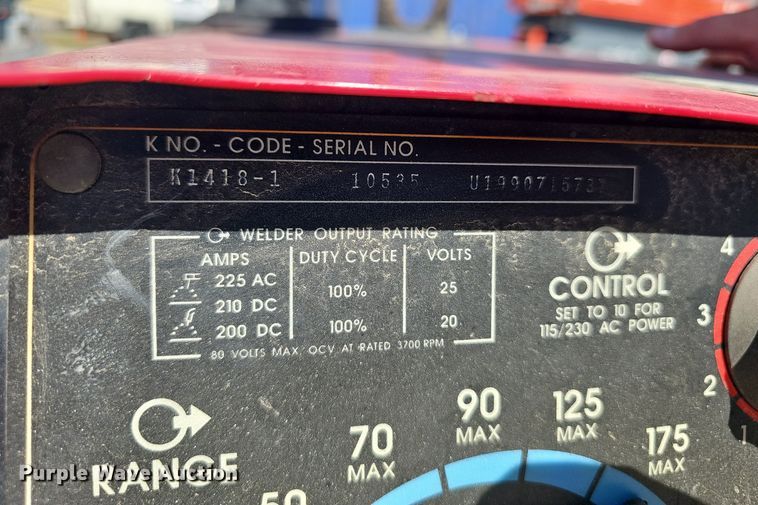 K NO. - CODE - SERIAL NO.
K1418-1 10535
WELDER OUTPUT RATING
AMPS DUTY CYCLE VOLTS
225 AC
210 DC 100% 25
200 DC 100% 20
80 VOLTS MAX. OCV AT RATED 3700 RPM
CONTROL
SET TO 10 FOR
115/230 AC POWER
4
3
2
1
RANGE
50
70
MAX
90
MAX
125
MAX
175
MAX
Purple Wave Auction